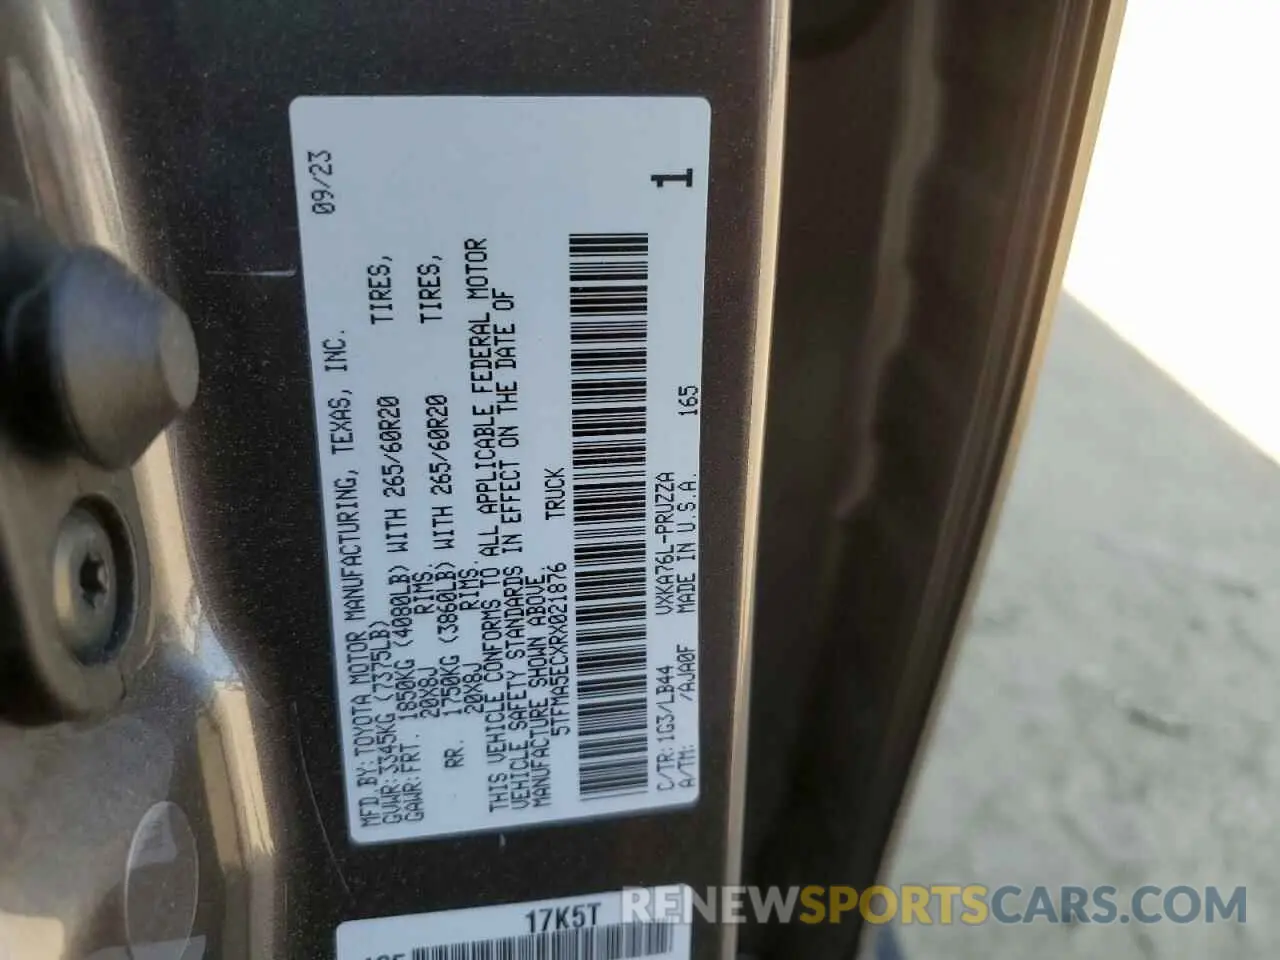 MFD.BY:TOYOTA MOTOR MANUFACTURING, TEXAS, INC. 09/23
GVWR:3345KG (7375LB)
GAWR:FRT. 1850KG (4080LB) WITH 265/60R20 TIRES,
20X8J RIMS.
RR. 1750KG (3860LB) WITH 265/60R20 TIRES,
20X8J RIMS.
THIS VEHICLE CONFORMS TO ALL APPLICABLE FEDERAL MOTOR
VEHICLE SAFETY STANDARDS IN EFFECT ON THE DATE OF
MANUFACTURE SHOWN ABOVE.
5TFMA5ECXRX021876 TRUCK
C/TR:1G3/LB44 VXKA76L-PRUZZA 165
A/TM: /AJA0F MADE IN U.S.A.
1
17K5T
165
RENEWSPORTSCARS.COM